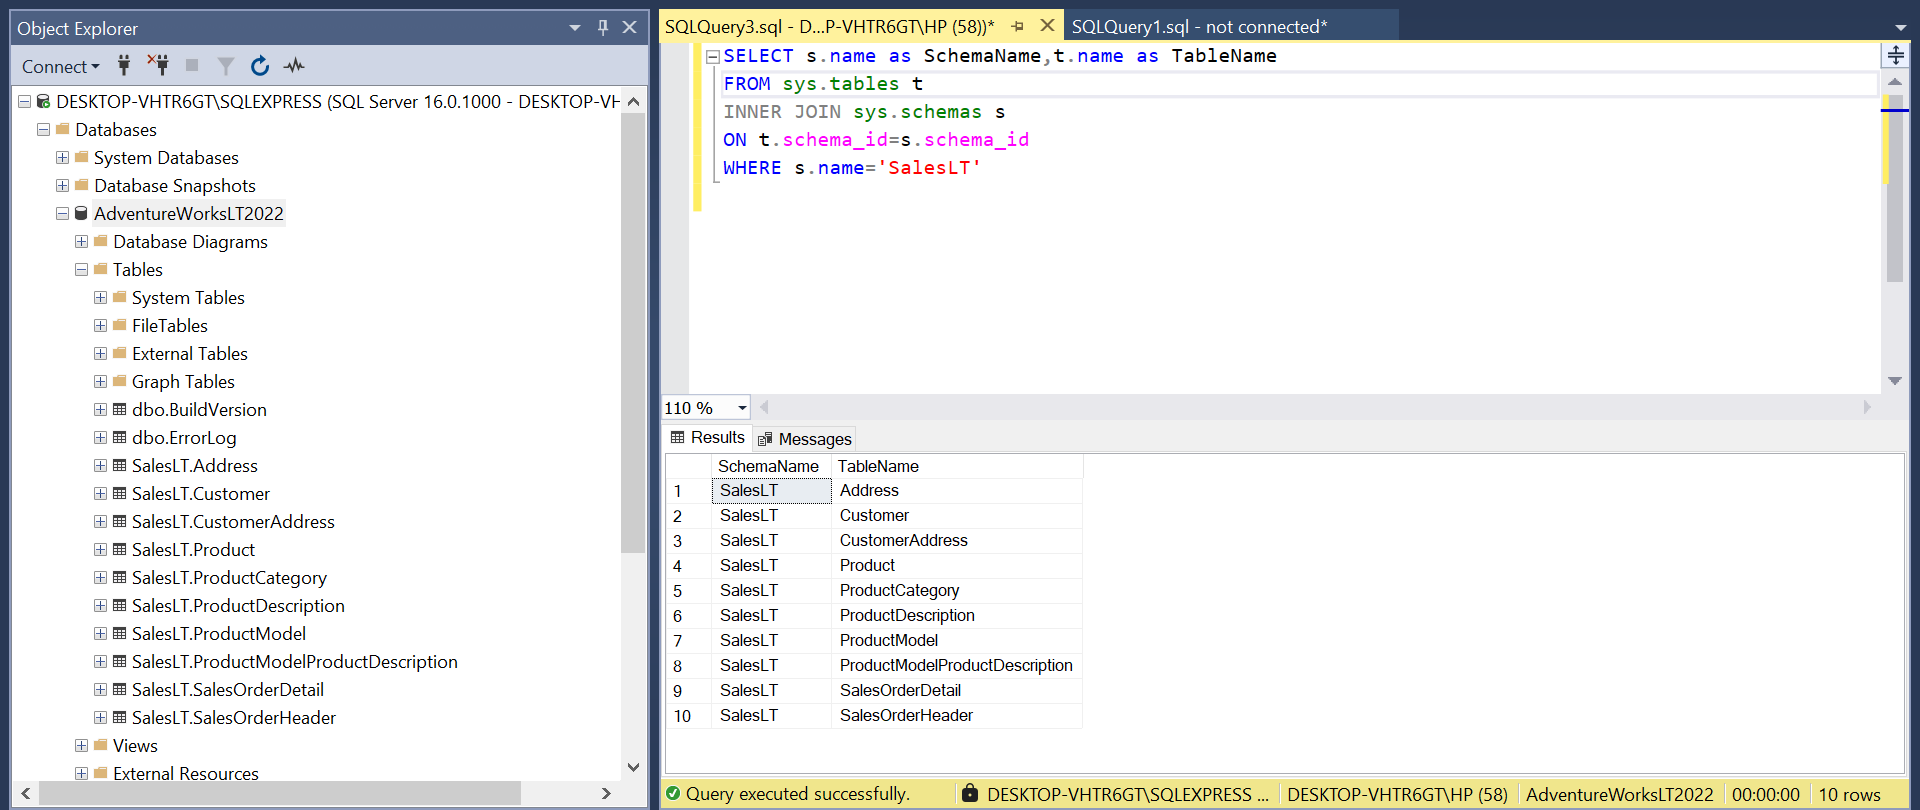 Object Explorer
Connect
DESKTOP-VHTR6GT\SQLEXPRESS (SQL Server 16.0.1000 - DESKTOP-VH
Databases
System Databases
Database Snapshots
AdventureWorksLT2022
Database Diagrams
Tables
System Tables
FileTables
External Tables
Graph Tables
dbo.BuildVersion
dbo.ErrorLog
SalesLT.Address
SalesLT.Customer
SalesLT.CustomerAddress
SalesLT.Product
SalesLT.ProductCategory
SalesLT.ProductDescription
SalesLT.ProductModel
SalesLT.ProductModelProductDescription
SalesLT.SalesOrderDetail
SalesLT.SalesOrderHeader
Views
External Resources
SQLQuery3.sql - D...P-VHTR6GT\HP (58))* SQLQuery1.sql - not connected*
SELECT s.name as SchemaName,t.name as TableName
FROM sys.tables t
INNER JOIN sys.schemas s
ON t.schema_id=s.schema_id
WHERE s.name='SalesLT'
110 %
Results Messages
SchemaName TableName
1 SalesLT Address
2 SalesLT Customer
3 SalesLT CustomerAddress
4 SalesLT Product
5 SalesLT ProductCategory
6 SalesLT ProductDescription
7 SalesLT ProductModel
8 SalesLT ProductModelProductDescription
9 SalesLT SalesOrderDetail
10 SalesLT SalesOrderHeader
Query executed successfully. DESKTOP-VHTR6GT\SQLEXPRESS ... DESKTOP-VHTR6GT\HP (58) AdventureWorksLT2022 00:00:00 10 rows